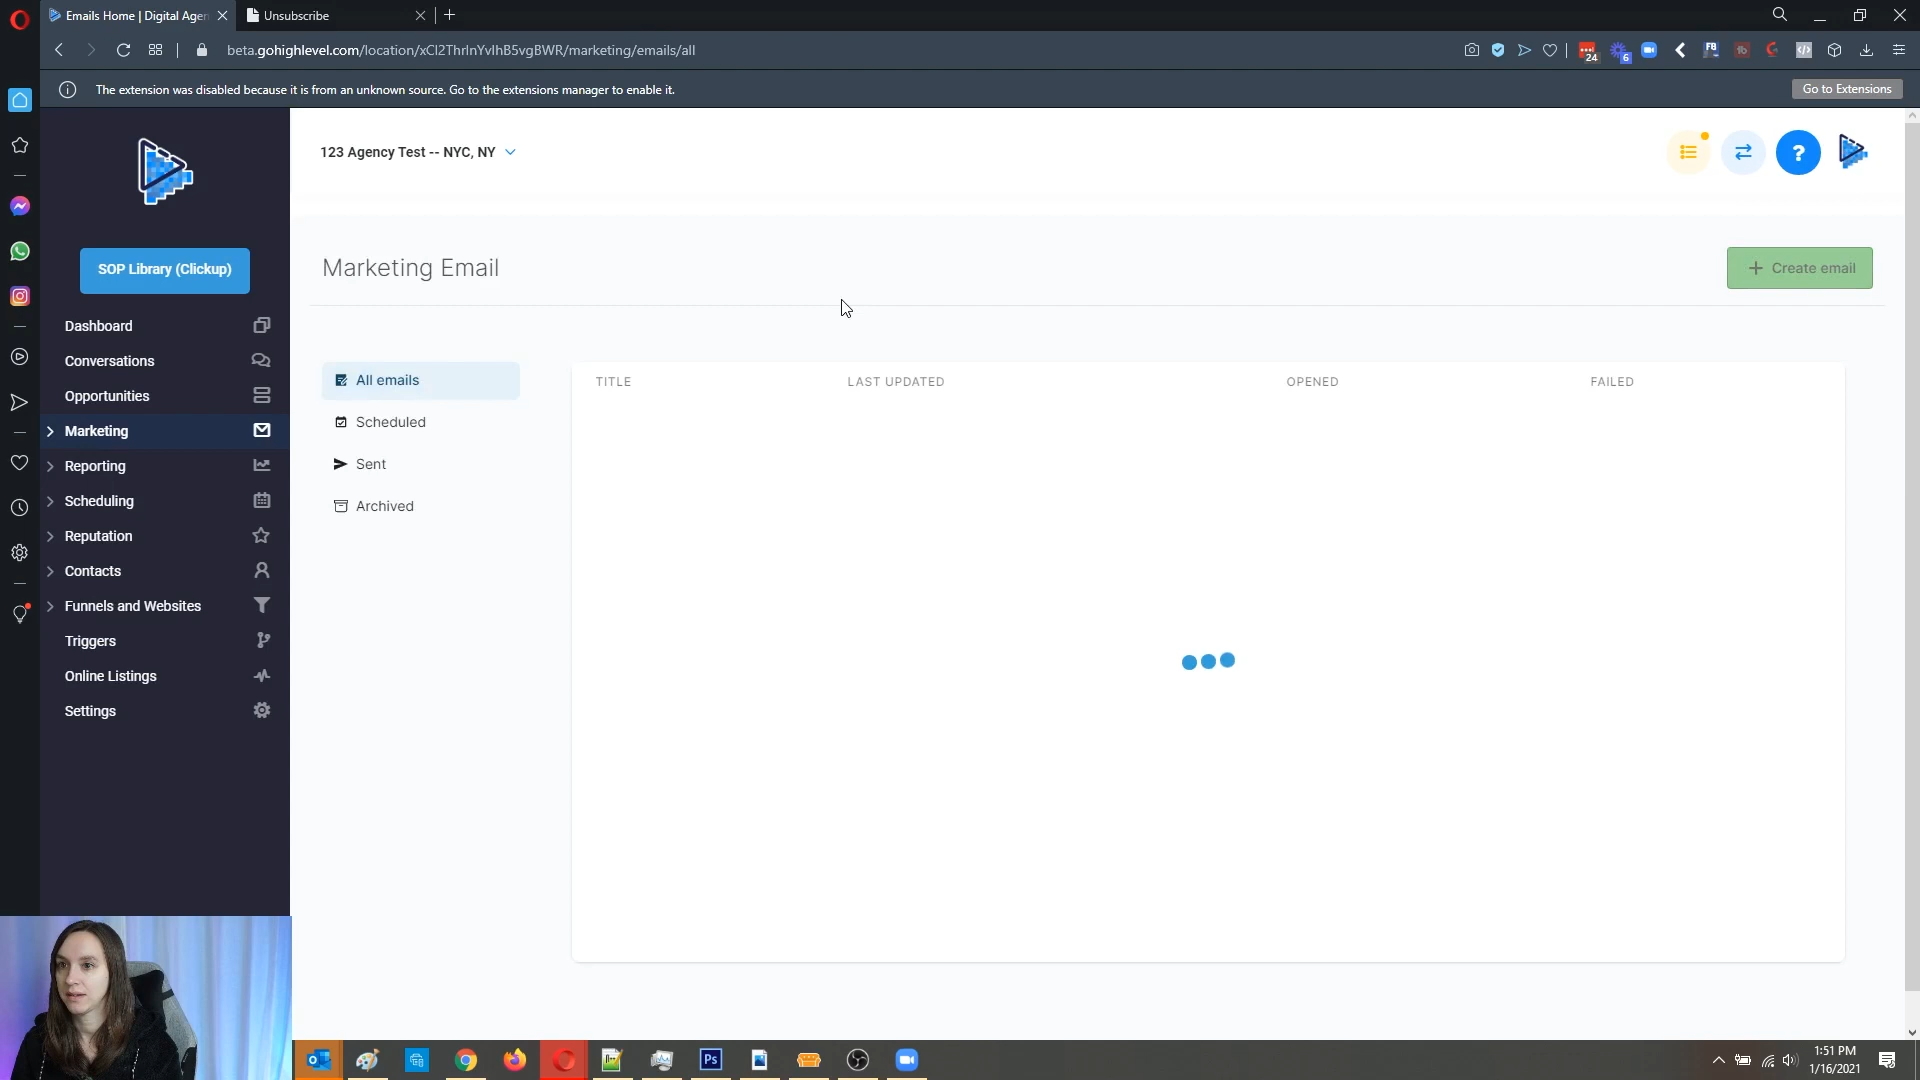 Emails Home | Digital Agen
Unsubscribe
beta.gohighlevel.com/location/xCl2ThrlnYvlhB5vgBWR/marketing/emails/all
24
6
FB
The extension was disabled because it is from an unknown source. Go to the extensions manager to enable it.
Go to Extensions
123 Agency Test -- NYC, NY
?
SOP Library (Clickup)
Marketing Email
+ Create email
Dashboard
Conversations
Opportunities
Marketing
Reporting
Scheduling
Reputation
Contacts
Funnels and Websites
Triggers
Online Listings
Settings
All emails
Scheduled
Sent
Archived
TITLE
LAST UPDATED
OPENED
FAILED
Ps
1:51 PM
1/16/2021